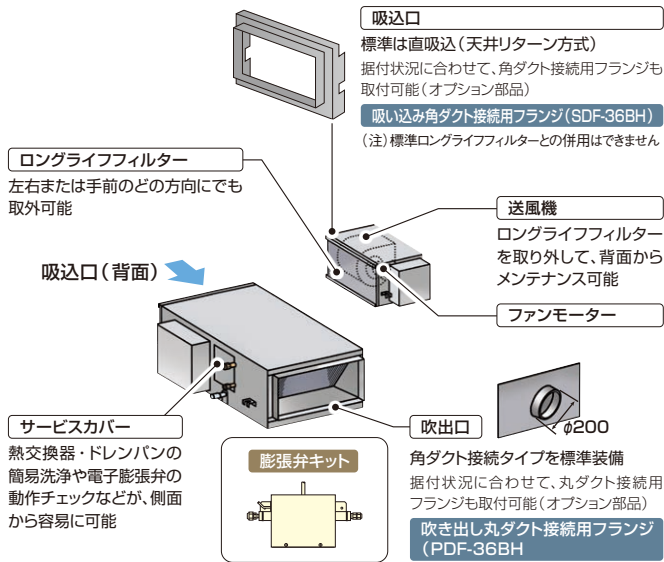 吸込口
標準は直吸込(天井リターン方式)
据付状況に合わせて、角ダクト接続用フランジも
取付可能(オプション部品)
吸い込み角ダクト接続用フランジ(SDF-36BH)
(注)標準ロングライフフィルターとの併用はできません
ロングライフフィルター
左右または手前のどの方向にでも
取外可能
送風機
ロングライフフィルター
を取り外して、背面から
メンテナンス可能
吸込口(背面)
ファンモーター
サービスカバー
熱交換器・ドレンパンの
簡易洗浄や電子膨張弁の
動作チェックなどが、側面
から容易に可能
膨張弁キット
吹出口
φ200
角ダクト接続タイプを標準装備
据付状況に合わせて、丸ダクト接続用
フランジも取付可能(オプション部品)
吹き出し丸ダクト接続用フランジ
(PDF-36BH